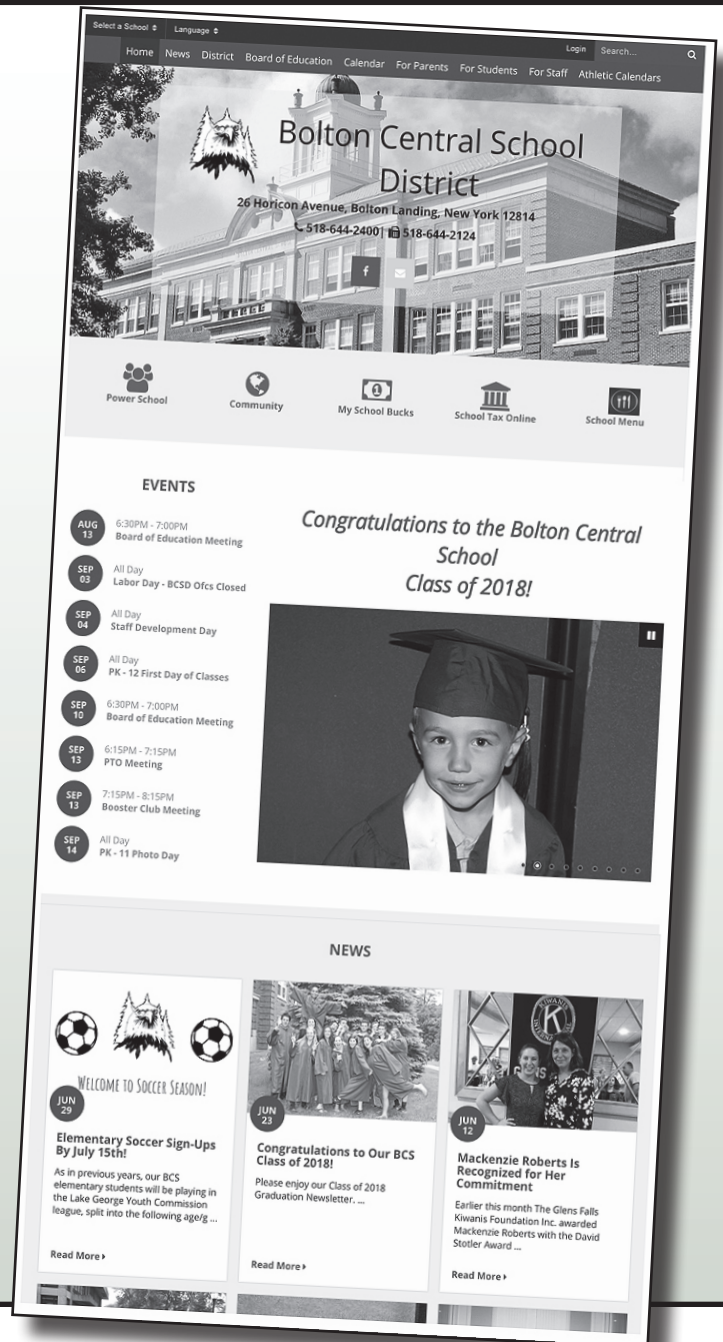 Select a School
Language
Login
Search...
Home News District Board of Education Calendar For Parents For Students For Staff Athletic Calendars
Bolton Central School
District
26 Horicon Avenue, Bolton Landing, New York 12814
518-644-2400| 518-644-2124
f
Power School
Community
My School Bucks
School Tax Online
School Menu
EVENTS
AUG
13
6:30PM - 7:00PM
Board of Education Meeting
SEP
03
All Day
Labor Day - BCSD Ofcs Closed
SEP
04
All Day
Staff Development Day
SEP
06
All Day
PK - 12 First Day of Classes
SEP
10
6:30PM - 7:00PM
Board of Education Meeting
SEP
13
6:15PM - 7:15PM
PTO Meeting
SEP
13
7:15PM - 8:15PM
Booster Club Meeting
SEP
14
All Day
PK - 11 Photo Day
Congratulations to the Bolton Central
School
Class of 2018!
NEWS
WELCOME TO SOCCER SEASON!
JUN
29
Elementary Soccer Sign-Ups
By July 15th!
As in previous years, our BCS
elementary students will be playing in
the Lake George Youth Commission
league, split into the following age/g ...
Read More
JUN
23
Congratulations to Our BCS
Class of 2018!
Please enjoy our Class of 2018
Graduation Newsletter. ...
Read More
KIWANIS
K
JUN
12
Mackenzie Roberts Is
Recognized for Her
Commitment
Earlier this month The Glens Falls
Kiwanis Foundation Inc. awarded
Mackenzie Roberts with the David
Stotler Award ...
Read More